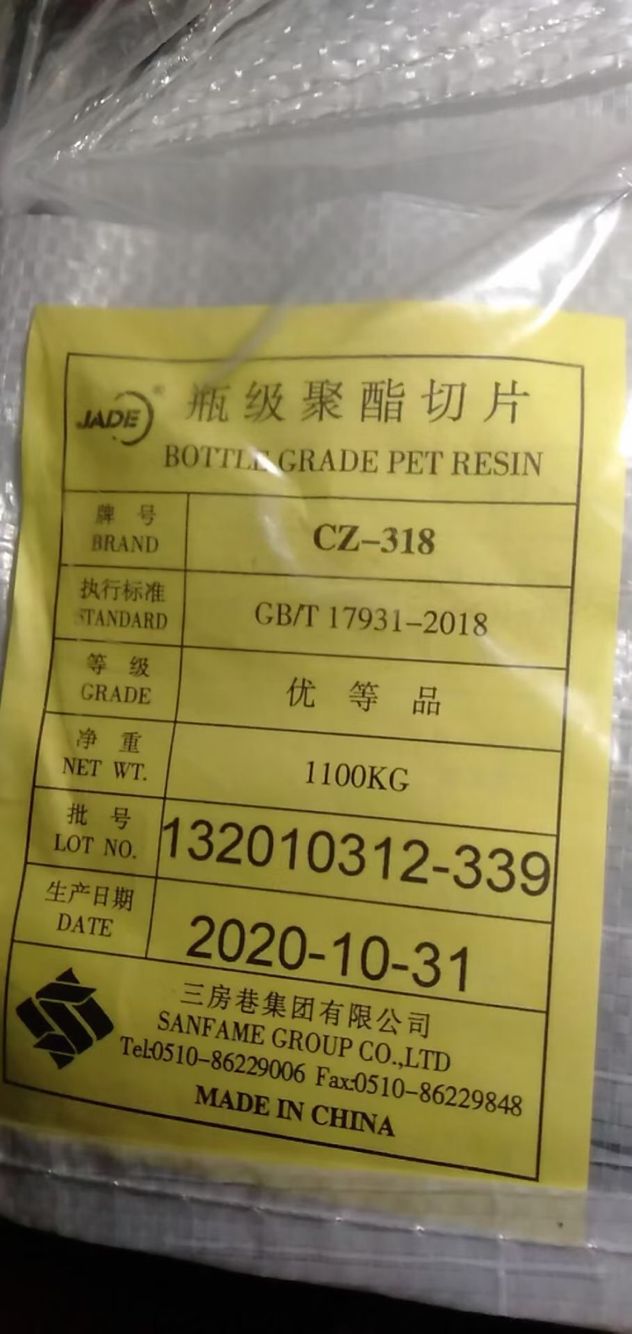 JADE®
瓶级聚酯切片
BOTTLE GRADE PET RESIN
牌 号
BRAND
CZ-318
执行标准
STANDARD
GB/T 17931-2018
等 级
GRADE
优 等 品
净 重
NET WT.
1100KG
批 号
LOT NO.
132010312-339
生产日期
DATE
2020-10-31
三房巷集团有限公司
SANFAME GROUP CO.,LTD
Tel:0510-86229006 Fax:0510-86229848
MADE IN CHINA